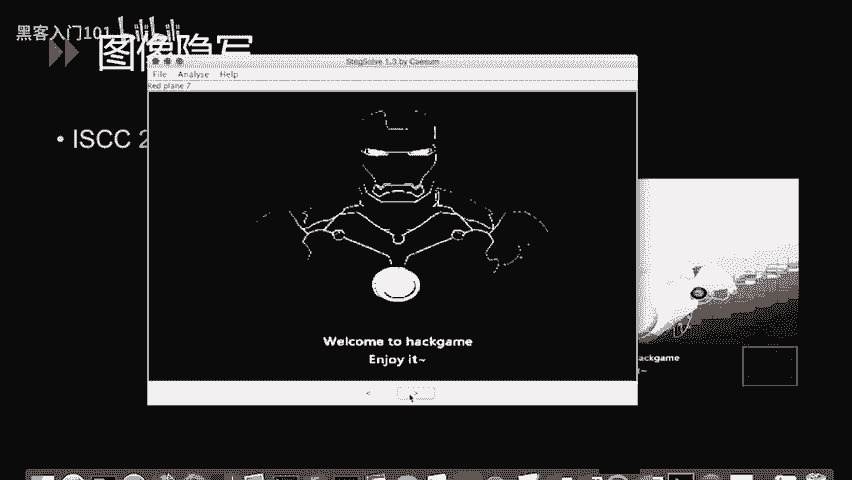 黑客入门101
图像隐写
• ISCC 2
StegSolve 1.3 by Caesum
File Analyse Help
Red plane 7
Welcome to hackgame
Enjoy it~
ackgame
t~
< >